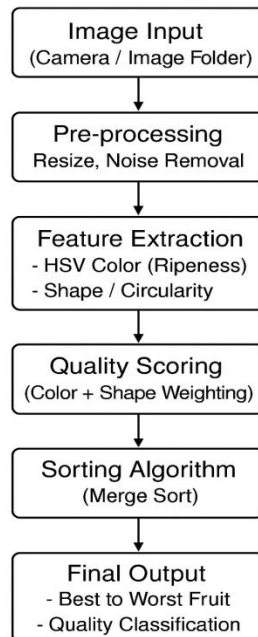 Image Input
(Camera / Image Folder)
Pre-processing
Resize, Noise Removal
Feature Extraction
- HSV Color (Ripeness)
- Shape / Circularity
Quality Scoring
(Color + Shape Weighting)
Sorting Algorithm
(Merge Sort)
Final Output
- Best to Worst Fruit
- Quality Classification